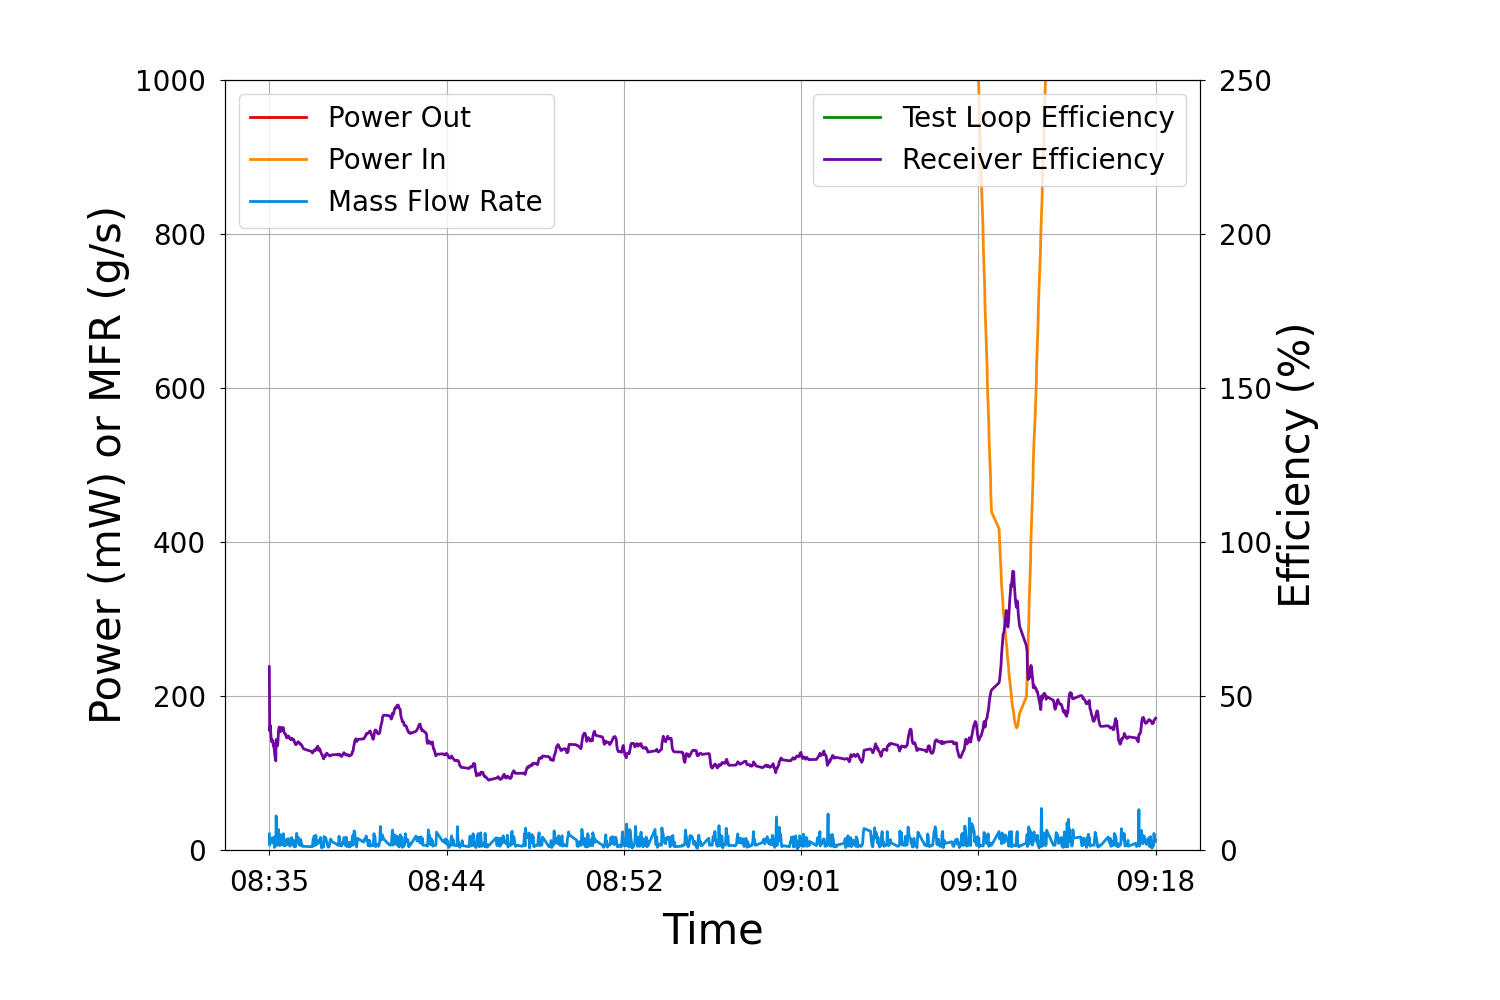 1000
800
600
400
200
0
250
200
150
100
50
0
Power (mW) or MFR (g/s)
Efficiency (%)
Power Out
Power In
Mass Flow Rate
Test Loop Efficiency
Receiver Efficiency
08:35 08:44 08:52 09:01 09:10 09:18
Time